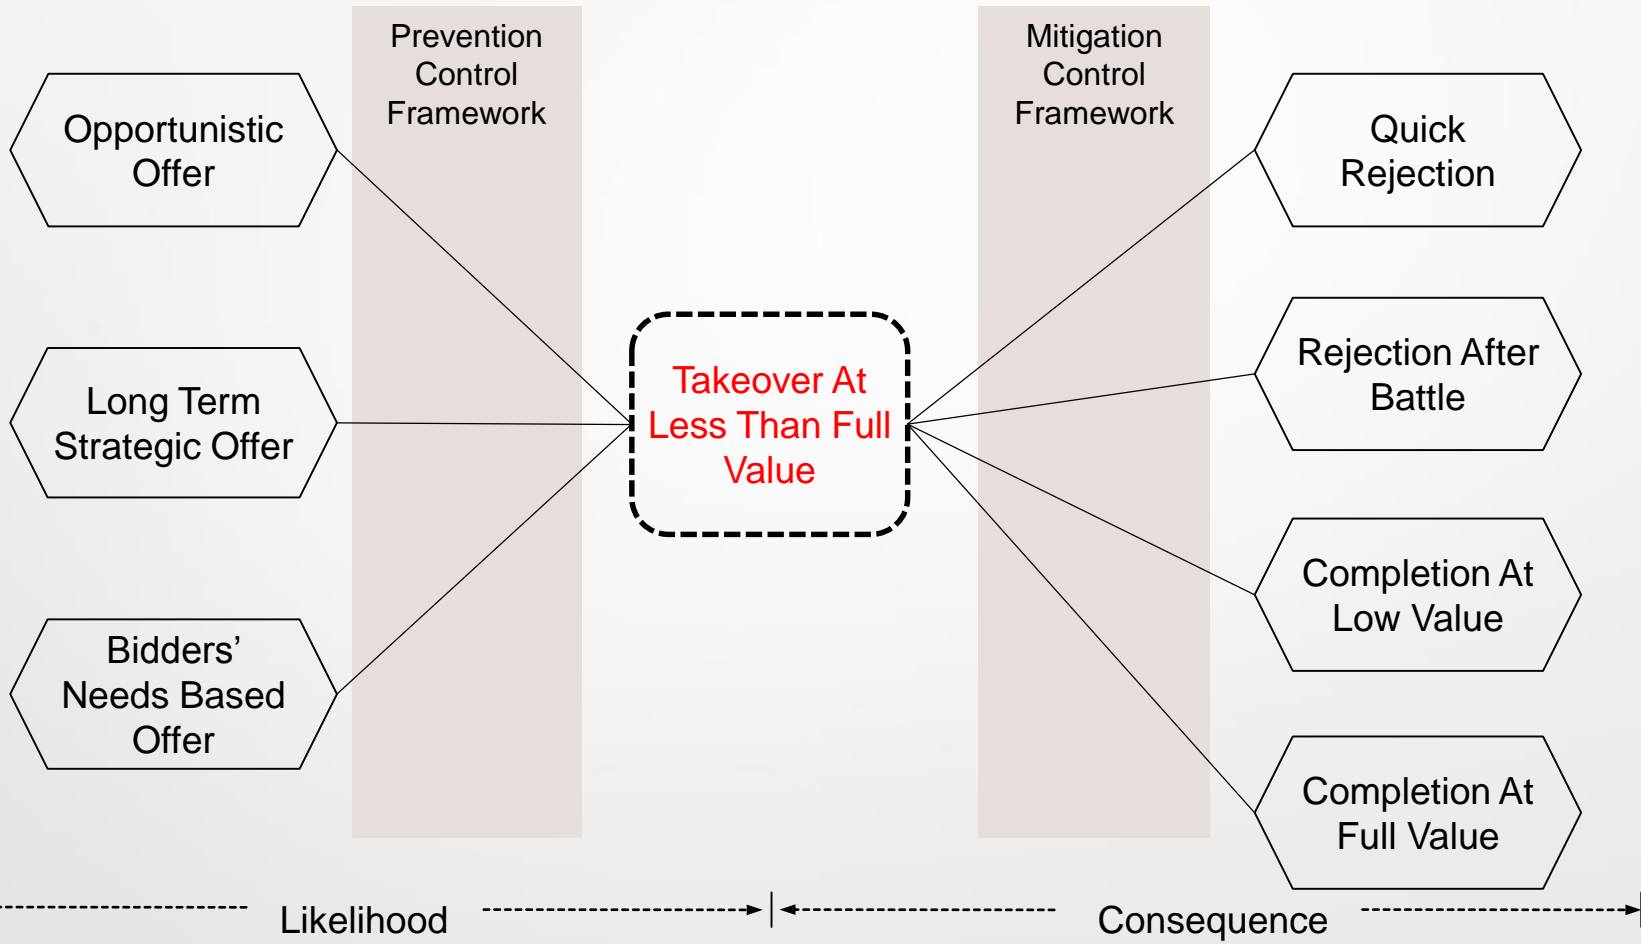 Prevention
Control
Framework
Mitigation
Control
Framework
Opportunistic
Offer
Quick
Rejection
Long Term
Strategic Offer
Takeover At
Less Than Full
Value
Rejection After
Battle
Bidders’
Needs Based
Offer
Completion At
Low Value
Completion At
Full Value
Likelihood
Consequence